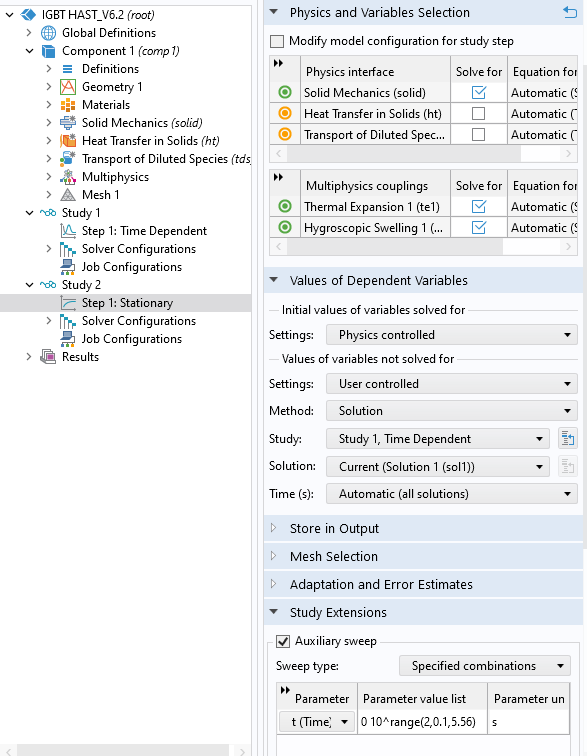 IGBT HAST_V6.2 (root)
Global Definitions
Component 1 (comp1)
Definitions
Geometry 1
Materials
Solid Mechanics (solid)
Heat Transfer in Solids (ht)
Transport of Diluted Species (tds
Multiphysics
Mesh 1
Study 1
Step 1: Time Dependent
Solver Configurations
Job Configurations
Study 2
Step 1: Stationary
Solver Configurations
Job Configurations
Results
Physics and Variables Selection
Modify model configuration for study step
Physics interface Solve for Equation for
Solid Mechanics (solid) Automatic (S
Heat Transfer in Solids (ht) Automatic (T
Transport of Diluted Spec... Automatic (T
Multiphysics couplings Solve for Equation for
Thermal Expansion 1 (te1) Automatic (S
Hygroscopic Swelling 1 (... Automatic (S
Values of Dependent Variables
Initial values of variables solved for
Settings: Physics controlled
Values of variables not solved for
Settings: User controlled
Method: Solution
Study: Study 1, Time Dependent
Solution: Current (Solution 1 (sol1))
Time (s): Automatic (all solutions)
Store in Output
Mesh Selection
Adaptation and Error Estimates
Study Extensions
Auxiliary sweep
Sweep type: Specified combinations
Parameter Parameter value list Parameter un
t (Time) 0 10^range(2,0.1,5.56) s